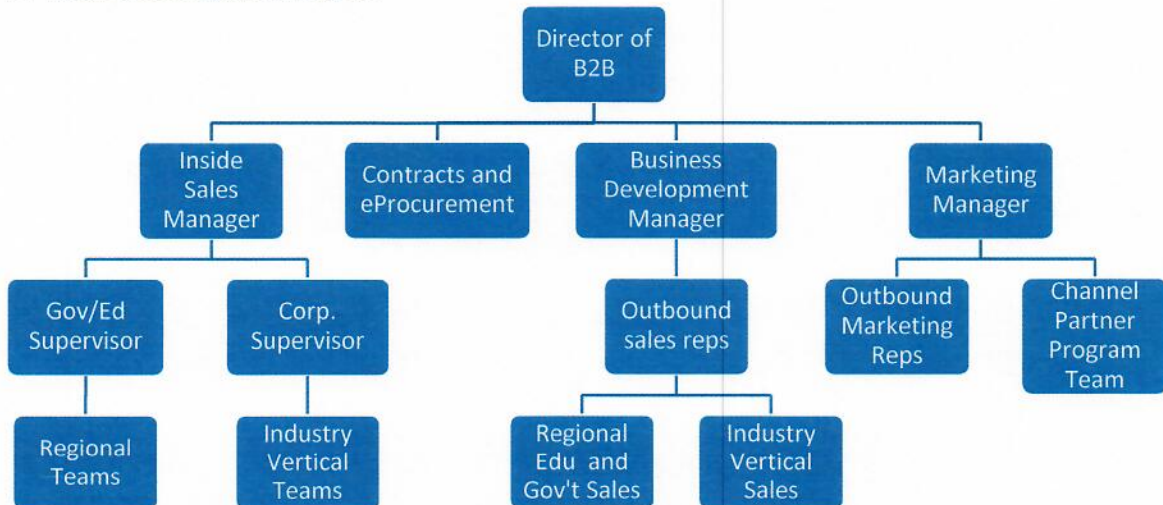 Director of
B2B
Inside
Sales
Manager
Contracts and
eProcurement
Business
Development
Manager
Marketing
Manager
Gov/Ed
Supervisor
Corp.
Supervisor
Outbound
sales reps
Outbound
Marketing
Reps
Channel
Partner
Program
Team
Regional
Teams
Industry
Vertical
Teams
Regional
Edu and
Gov't Sales
Industry
Vertical
Sales